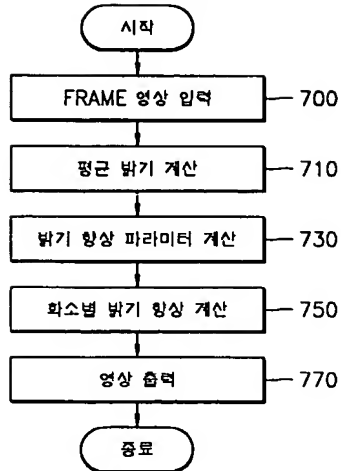 시작
FRAME 영상 입력 700
평균 밝기 계산 710
밝기 향상 파라미터 계산 730
화소별 밝기 향상 계산 750
영상 출력 770
종료